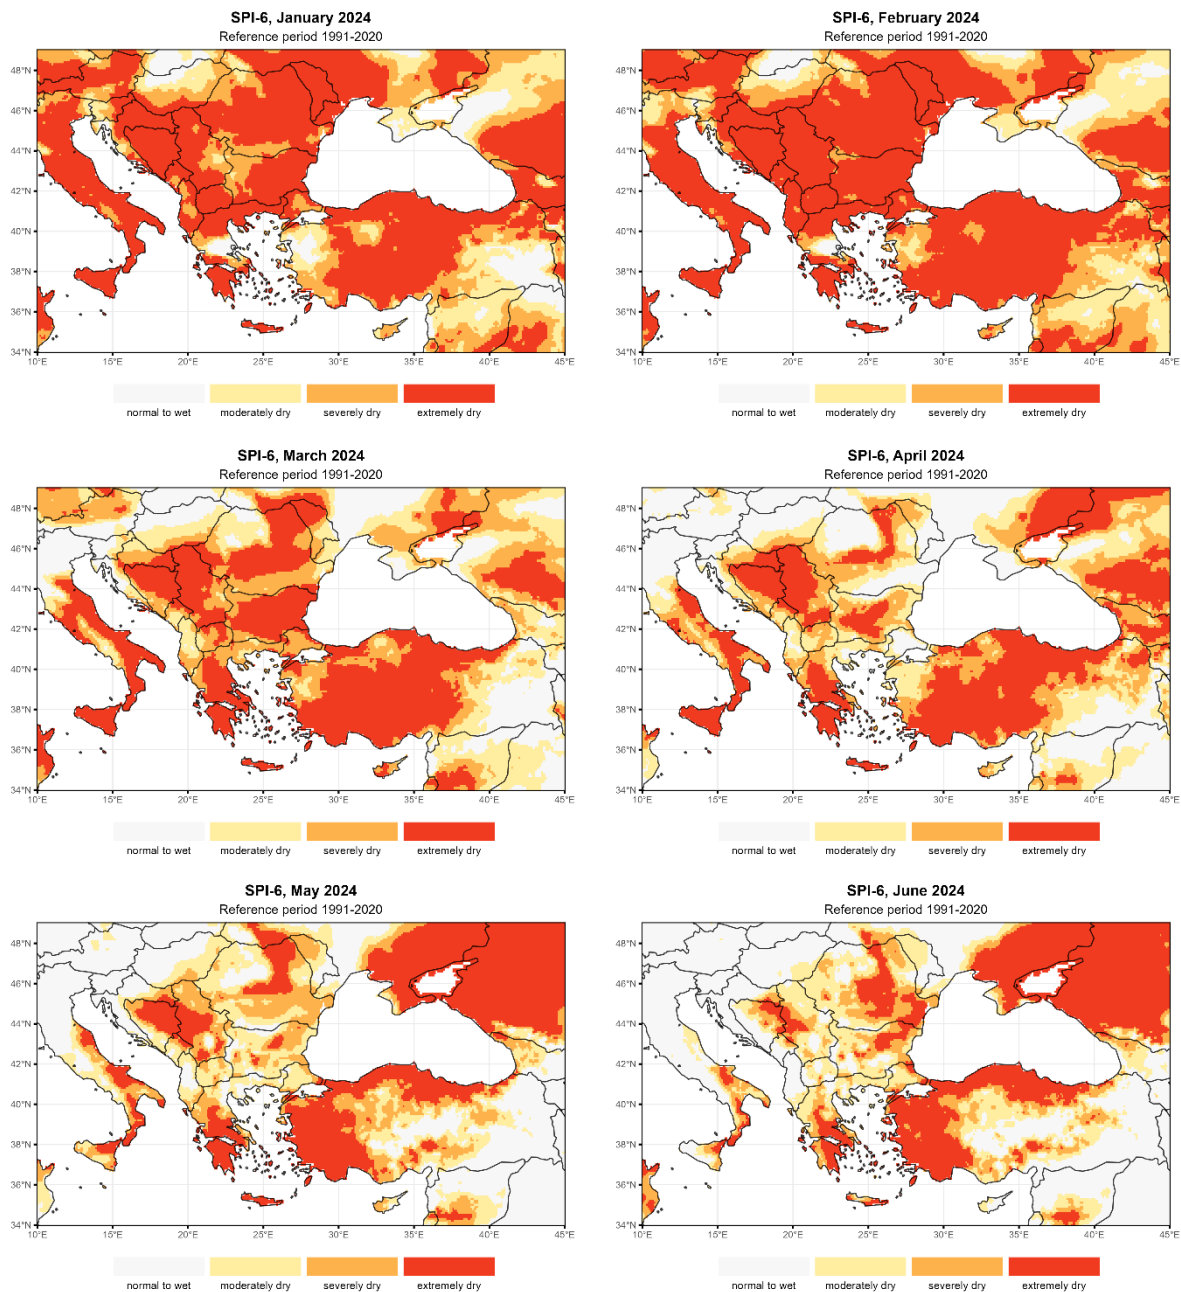 SPI-6, January 2024
Reference period 1991-2020
48°N
46°N
44°N
42°N
40°N
38°N
36°N
34°N
10°E 15°E 20°E 25°E 30°E 35°E 40°E 45°E
normal to wet moderately dry severely dry extremely dry
SPI-6, February 2024
Reference period 1991-2020
48°N
46°N
44°N
42°N
40°N
38°N
36°N
34°N
10°E 15°E 20°E 25°E 30°E 35°E 40°E 45°E
normal to wet moderately dry severely dry extremely dry
SPI-6, March 2024
Reference period 1991-2020
48°N
46°N
44°N
42°N
40°N
38°N
36°N
34°N
10°E 15°E 20°E 25°E 30°E 35°E 40°E 45°E
normal to wet moderately dry severely dry extremely dry
SPI-6, April 2024
Reference period 1991-2020
48°N
46°N
44°N
42°N
40°N
38°N
36°N
34°N
10°E 15°E 20°E 25°E 30°E 35°E 40°E 45°E
normal to wet moderately dry severely dry extremely dry
SPI-6, May 2024
Reference period 1991-2020
48°N
46°N
44°N
42°N
40°N
38°N
36°N
34°N
10°E 15°E 20°E 25°E 30°E 35°E 40°E 45°E
normal to wet moderately dry severely dry extremely dry
SPI-6, June 2024
Reference period 1991-2020
48°N
46°N
44°N
42°N
40°N
38°N
36°N
34°N
10°E 15°E 20°E 25°E 30°E 35°E 40°E 45°E
normal to wet moderately dry severely dry extremely dry